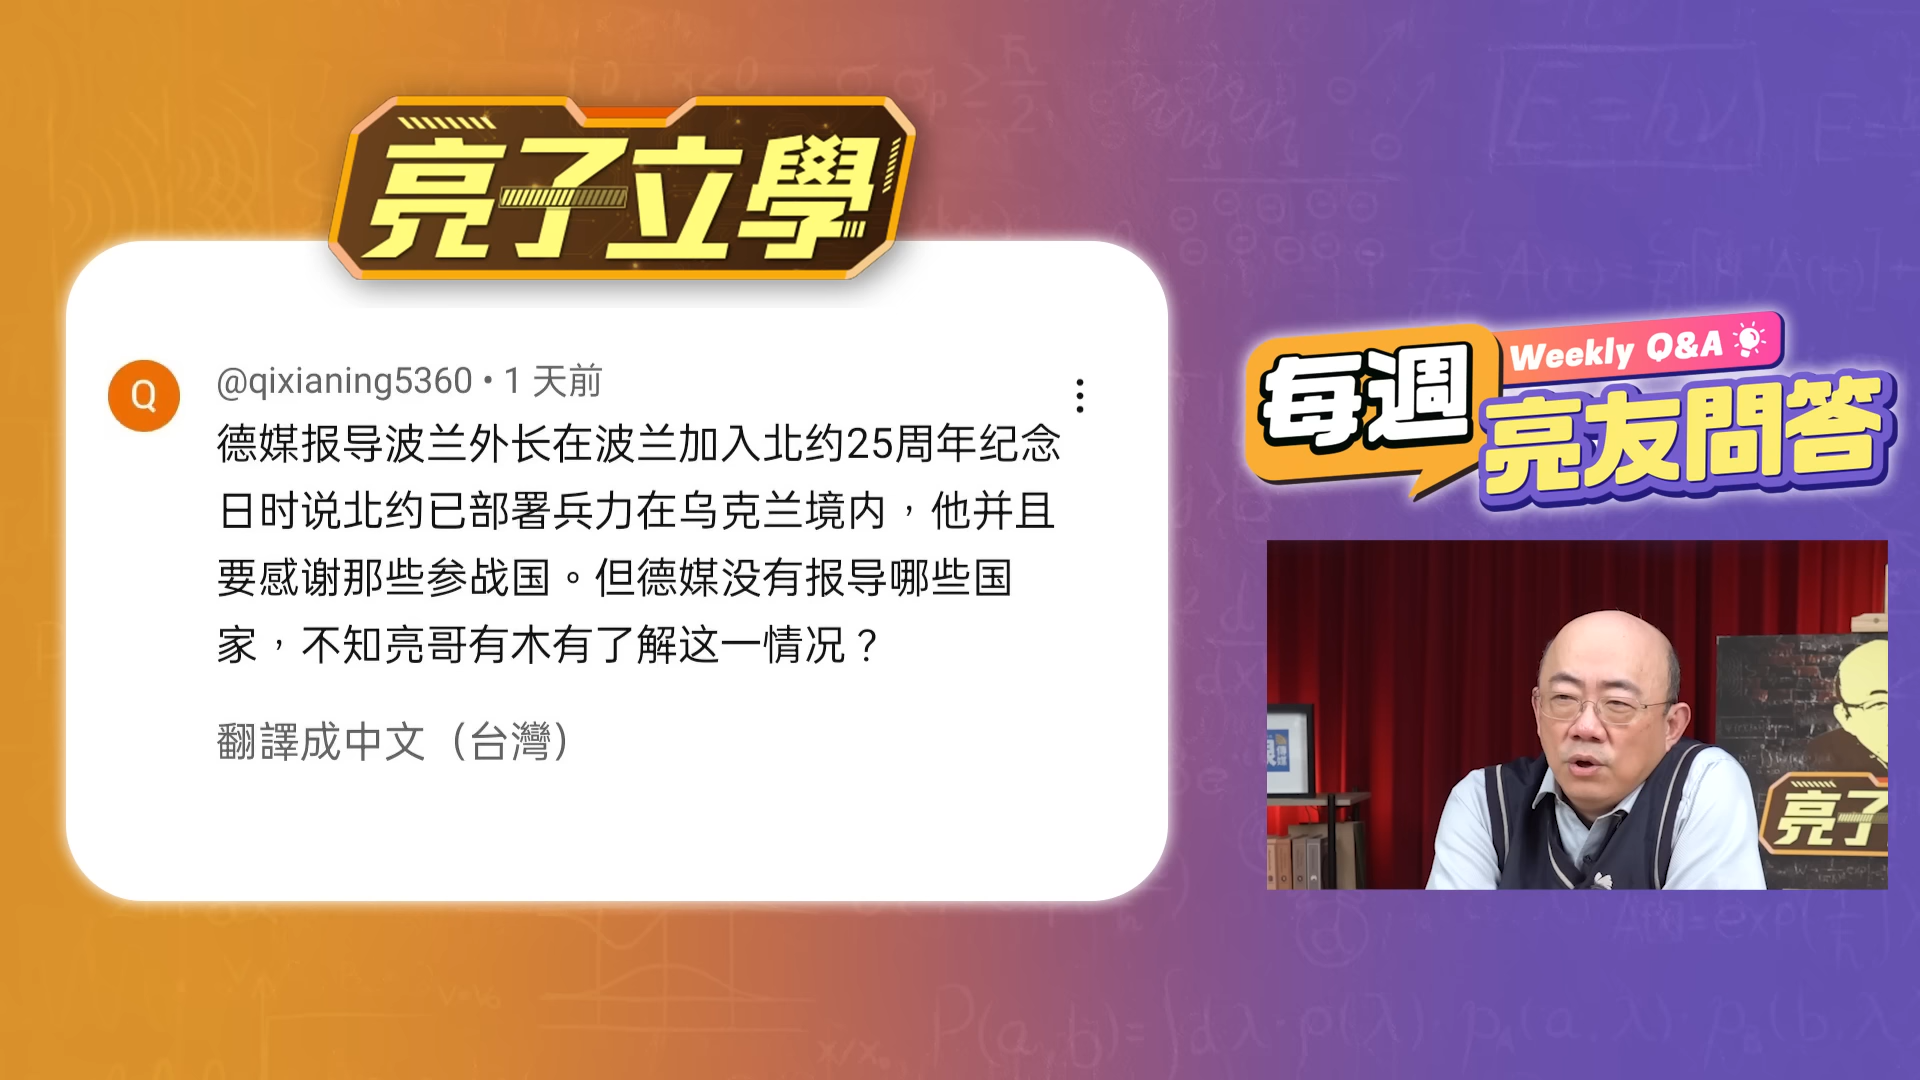 亮了立學
Q
@qixianing5360 • 1 天前
德媒报导波兰外长在波兰加入北约25周年纪念
日时说北约已部署兵力在乌克兰境内，他并且
要感谢那些参战国。但德媒没有报导哪些国
家，不知亮哥有木有了解这一情况？
翻譯成中文（台灣）
Weekly Q&A
每週
亮友問答
亮了